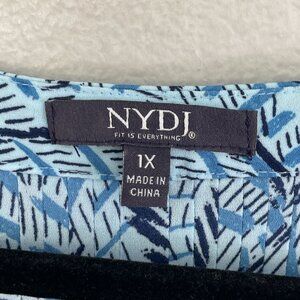 NYDJ
FIT IS EVERYTHING®
1X
MADE IN
CHINA